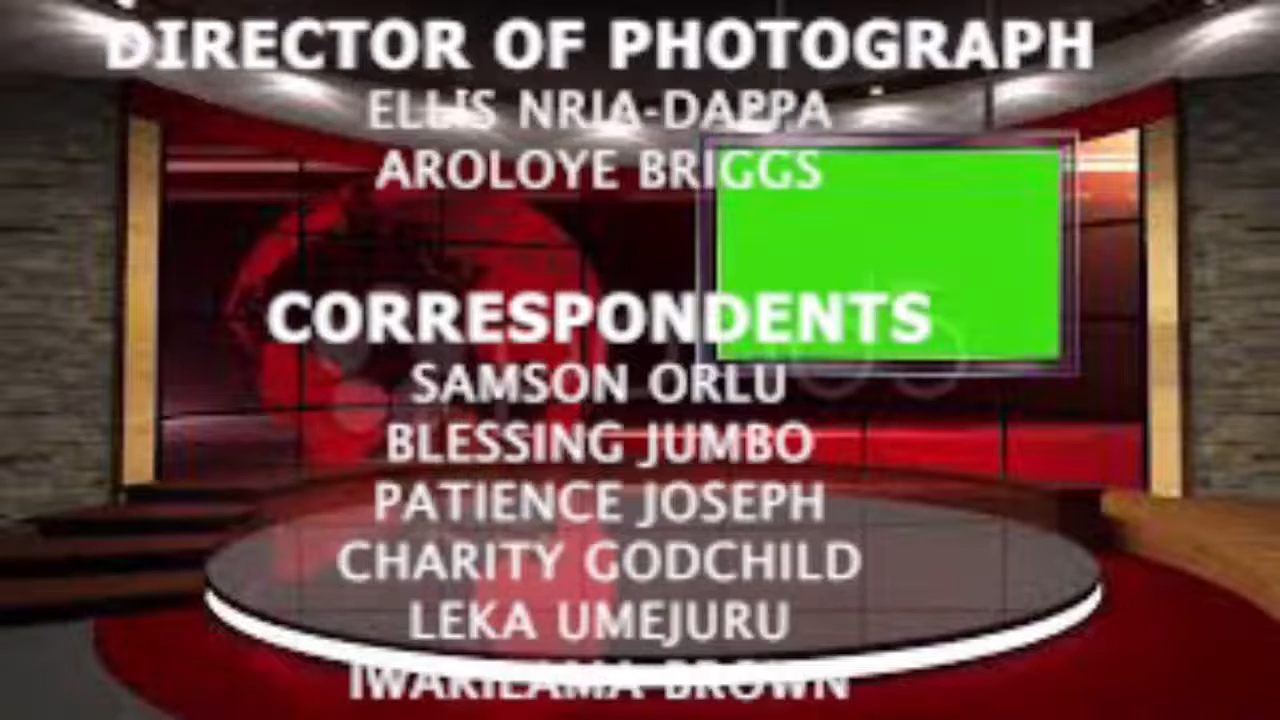 DIRECTOR OF PHOTOGRAPH
ELLIS NRIA-DAPPA
AROLOYE BRIGGS
CORRESPONDENTS
SAMSON ORLU
BLESSING JUMBO
PATIENCE JOSEPH
CHARITY GODCHILD
LEKA UMEJURU
BROWN